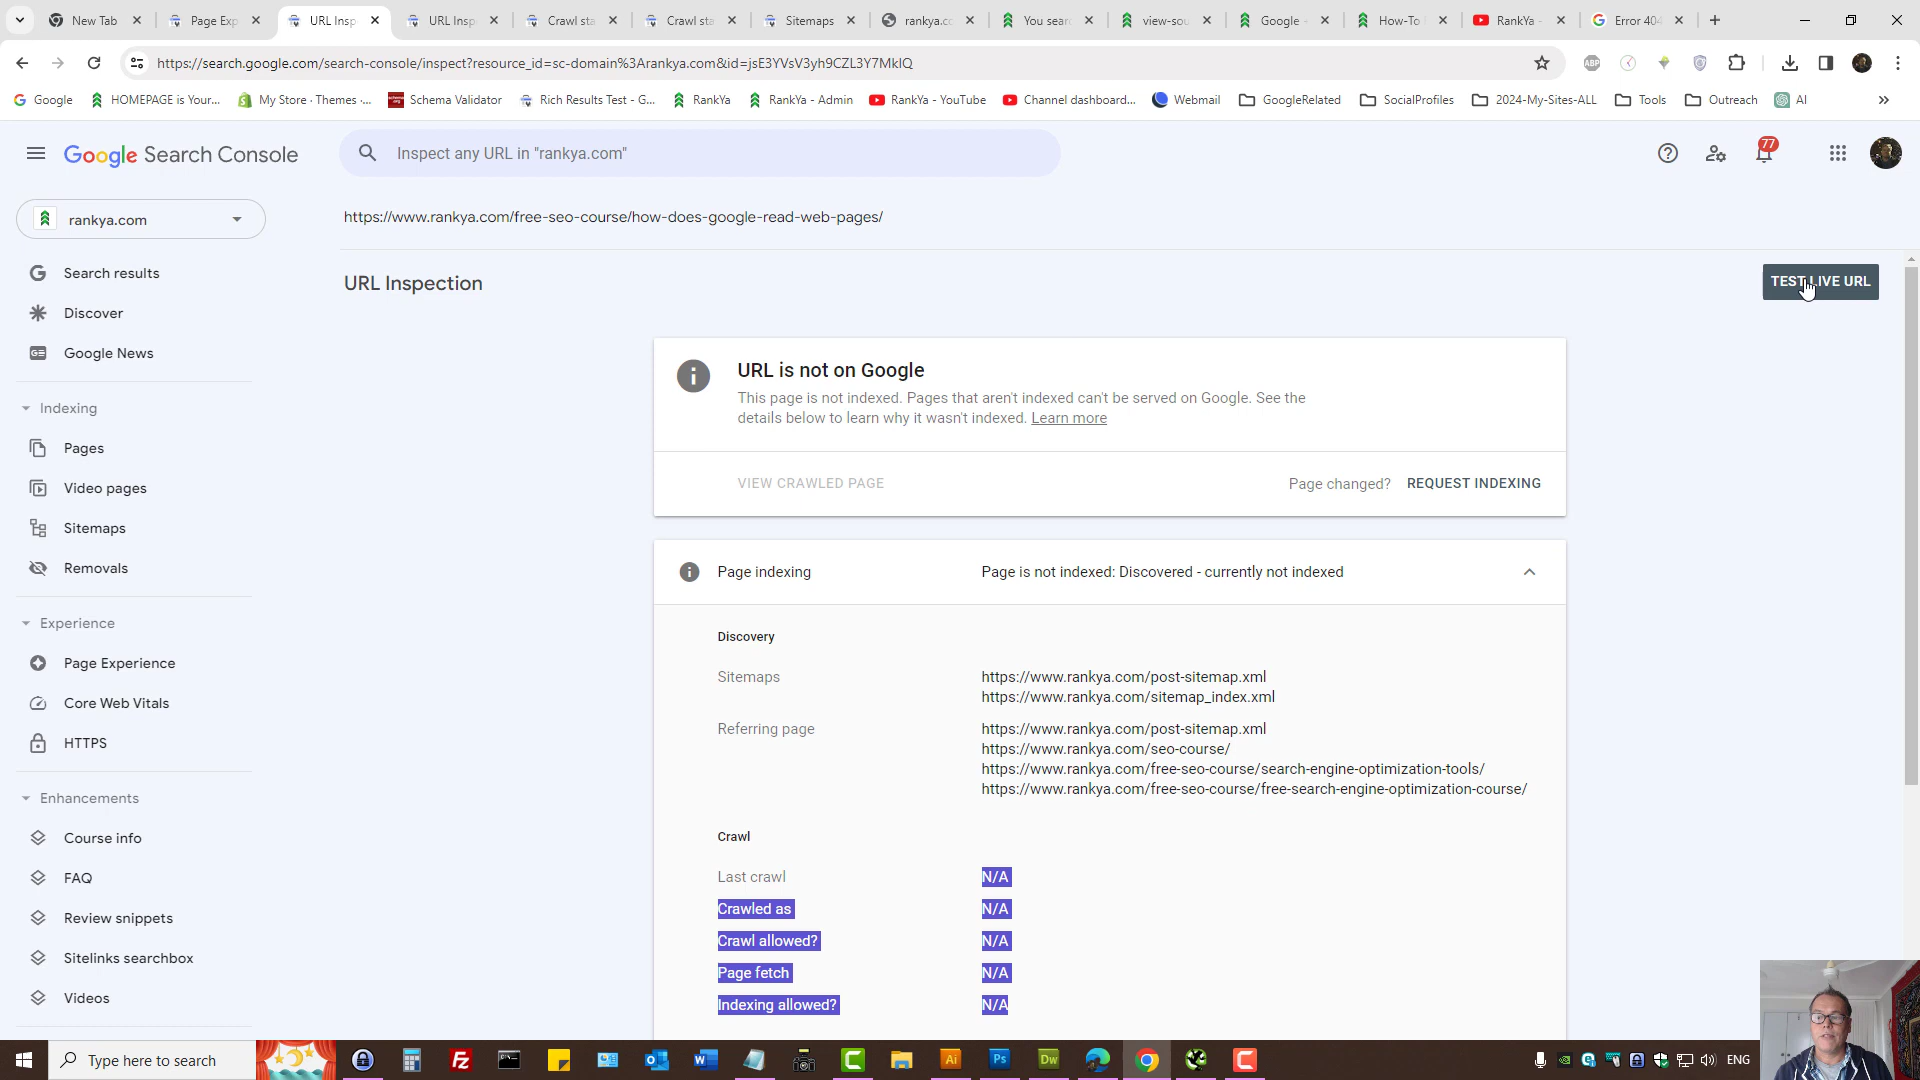 New Tab
Page Exp
URL Insp
URL Insp
Crawl sta
Crawl sta
Sitemaps
rankya.co
You sear
view-sou
Google -
How-To
RankYa -
Error 404
https://search.google.com/search-console/inspect?resource_id=sc-domain%3Arankya.com&id=jsE3YVsV3yh9CZL3Y7MkIQ
ABP
Google
HOMEPAGE is Your...
My Store · Themes ·...
Schema Validator
Rich Results Test - G...
RankYa
RankYa - Admin
RankYa - YouTube
Channel dashboard...
Webmail
GoogleRelated
SocialProfiles
2024-My-Sites-ALL
Tools
Outreach
AI
Google Search Console
Inspect any URL in "rankya.com"
77
rankya.com
https://www.rankya.com/free-seo-course/how-does-google-read-web-pages/
Search results
Discover
Google News
Indexing
Pages
Video pages
Sitemaps
Removals
Experience
Page Experience
Core Web Vitals
HTTPS
Enhancements
Course info
FAQ
Review snippets
Sitelinks searchbox
Videos
URL Inspection
TEST LIVE URL
URL is not on Google
This page is not indexed. Pages that aren't indexed can't be served on Google. See the
details below to learn why it wasn't indexed. Learn more
VIEW CRAWLED PAGE
Page changed? REQUEST INDEXING
Page indexing
Page is not indexed: Discovered - currently not indexed
Discovery
Sitemaps
https://www.rankya.com/post-sitemap.xml
https://www.rankya.com/sitemap_index.xml
Referring page
https://www.rankya.com/post-sitemap.xml
https://www.rankya.com/seo-course/
https://www.rankya.com/free-seo-course/search-engine-optimization-tools/
https://www.rankya.com/free-seo-course/free-search-engine-optimization-course/
Crawl
Last crawl N/A
Crawled as N/A
Crawl allowed? N/A
Page fetch N/A
Indexing allowed? N/A
Type here to search
Fz
W
Ai
Ps
Dw
C
C
ENG